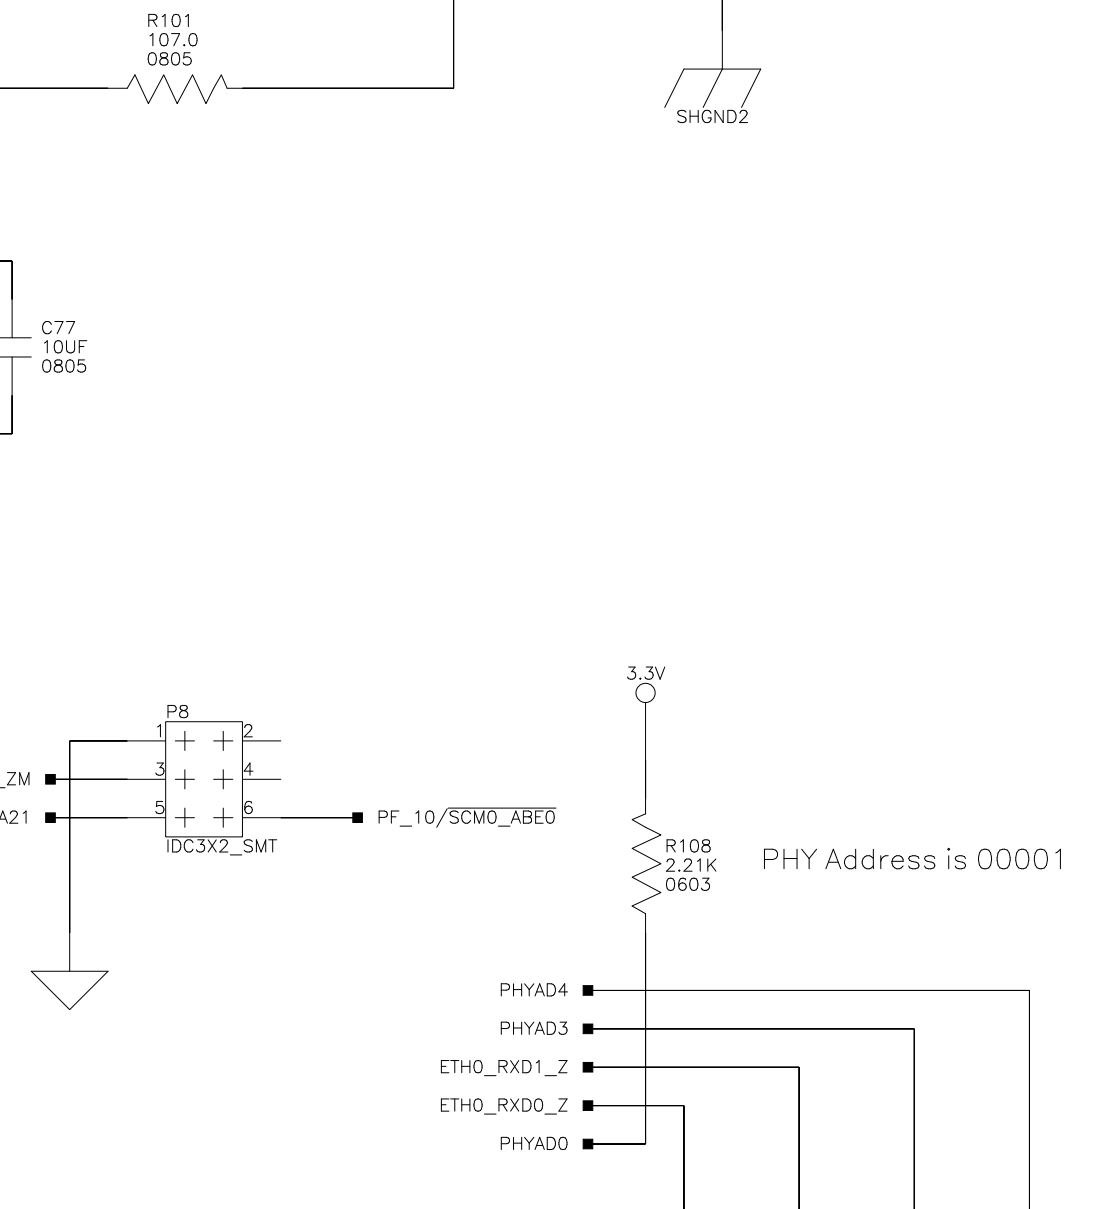 R101
107.0
0805
SHGND2
C77
10UF
0805
3.3V
P8
1 2
_ZM 3 4
A21 5 6 PF_10/SCM0_ABE0
IDC3X2_SMT
R108
2.21K
0603
PHY Address is 00001
PHYAD4
PHYAD3
ETH0_RXD1_Z
ETH0_RXD0_Z
PHYAD0